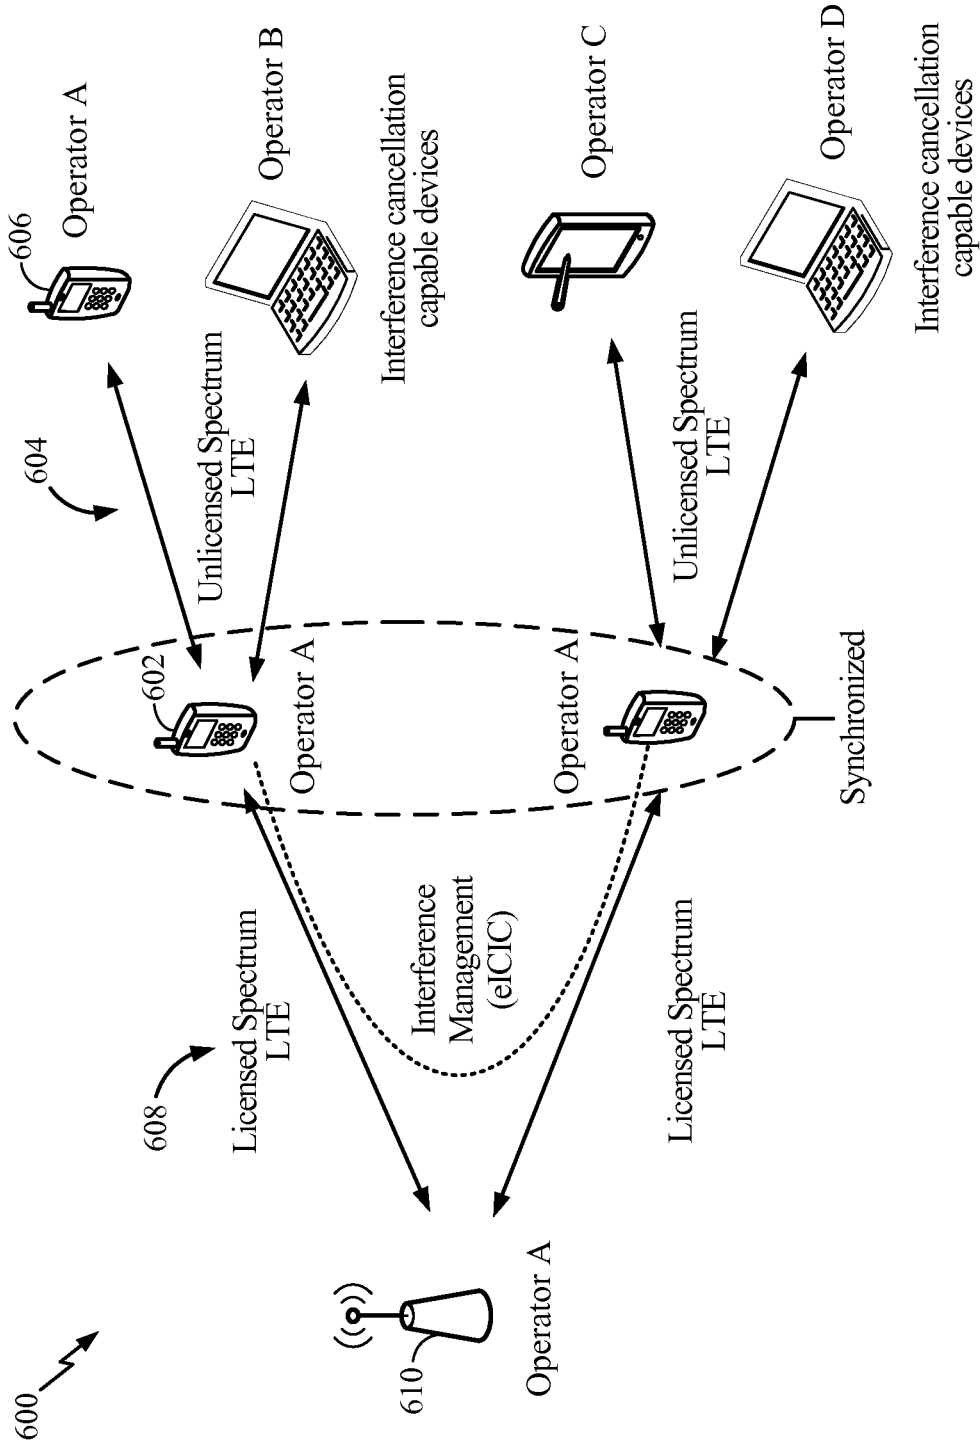 600
610
Operator A
608
Licensed Spectrum
LTE
Interference
Management
(eICIC)
Licensed Spectrum
LTE
602
Operator A
Operator A
Synchronized
604
Unlicensed Spectrum
LTE
Unlicensed Spectrum
LTE
606
Operator A
Operator B
Interference cancellation
capable devices
Operator C
Operator D
Interference cancellation
capable devices